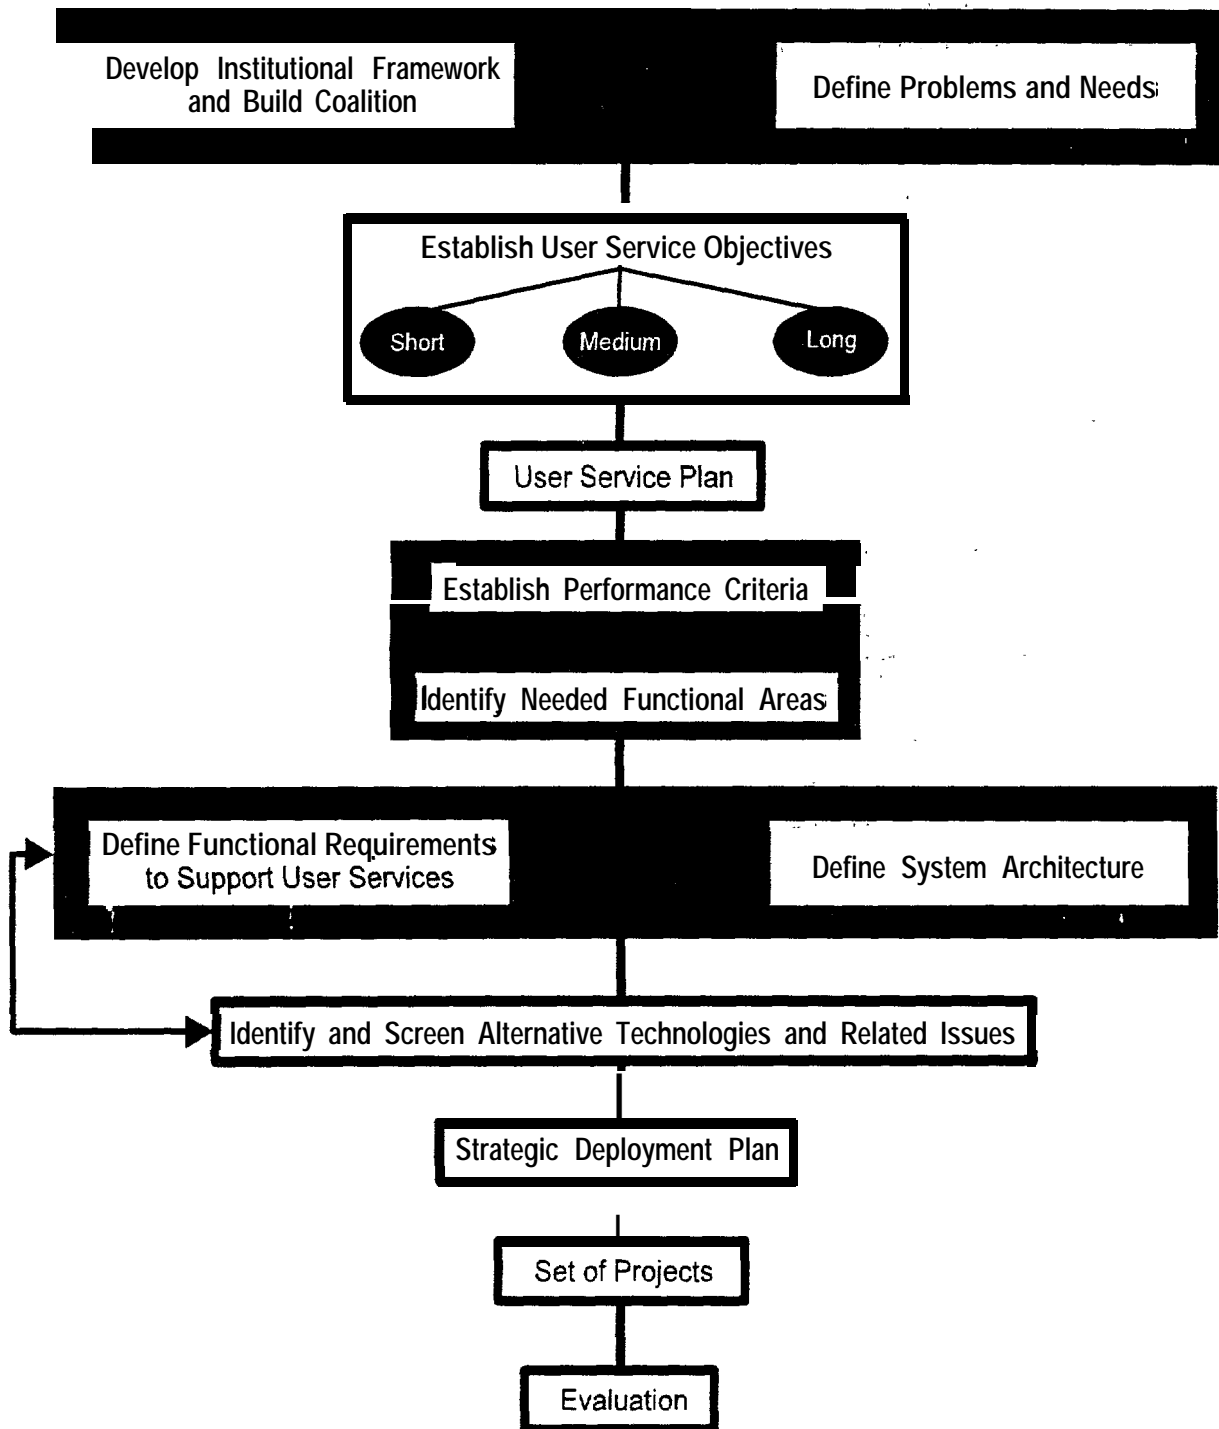 Develop Institutional Framework
and Build Coalition
Define Problems and Needs
Establish User Service Objectives
Short
Medium
Long
User Service Plan
Establish Performance Criteria
Identify Needed Functional Areas
Define Functional Requirements
to Support User Services
Define System Architecture
Identify and Screen Alternative Technologies and Related Issues
Strategic Deployment Plan
Set of Projects
Evaluation